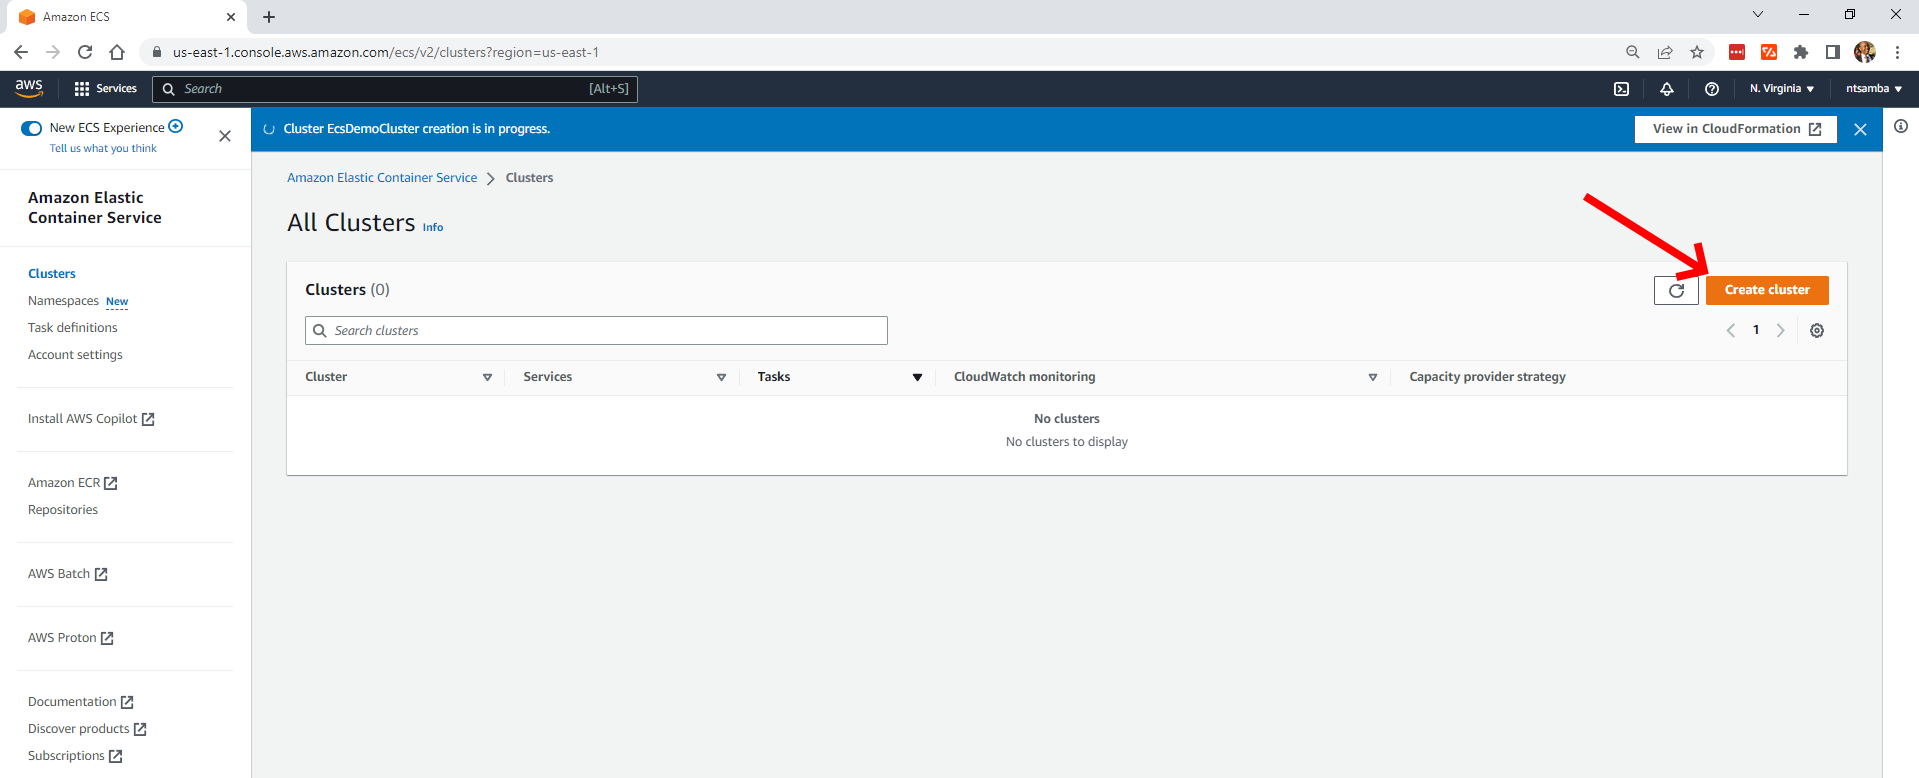 Amazon ECS
us-east-1.console.aws.amazon.com/ecs/v2/clusters?region=us-east-1
aws
Services
Search [Alt+S]
N. Virginia
ntsamba
New ECS Experience
Tell us what you think
Cluster EcsDemoCluster creation is in progress.
View in CloudFormation
Amazon Elastic
Container Service
Clusters
Namespaces New
Task definitions
Account settings
Install AWS Copilot
Amazon ECR
Repositories
AWS Batch
AWS Proton
Documentation
Discover products
Subscriptions
Amazon Elastic Container Service > Clusters
All Clusters Info
Clusters (0)
Create cluster
Search clusters
1
Cluster Services Tasks CloudWatch monitoring Capacity provider strategy
No clusters
No clusters to display